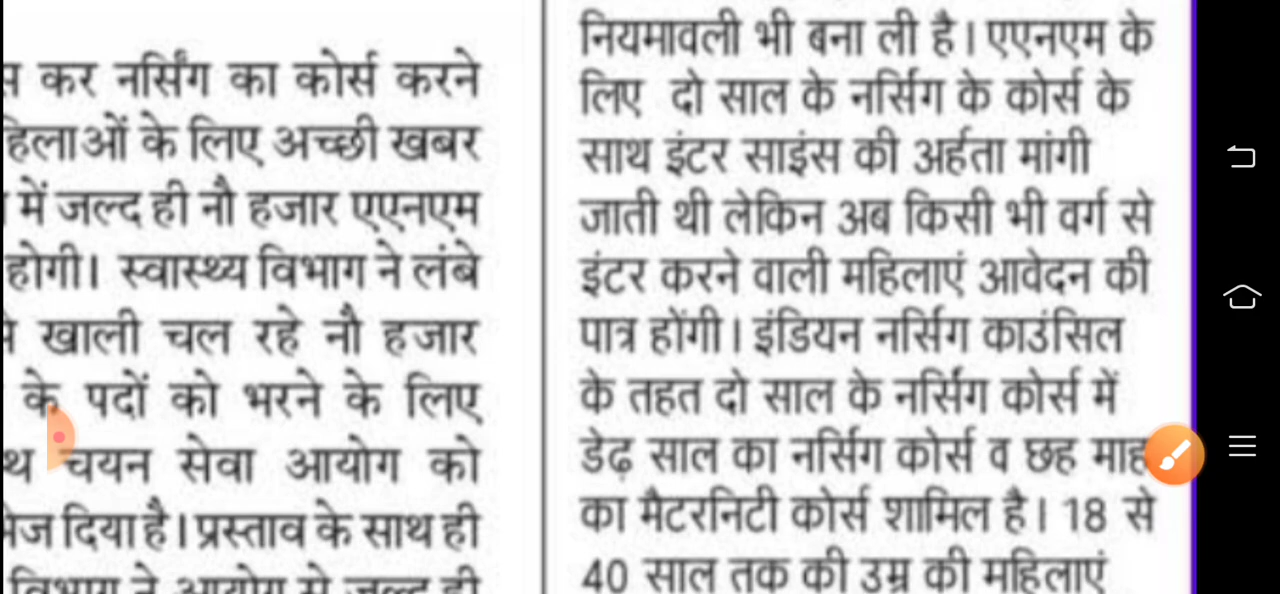 कर नर्सिंग का कोर्स करने
के लिए अच्छी खबर
में जल्द ही नौ हजार एएनएम
होगी। स्वास्थ्य विभाग ने लंबे
खाली चल रहे नौ हजार
के पदों को भरने के लिए
चयन सेवा आयोग को
दिया है। प्रस्ताव के साथ ही
विभाग ने आयोग से जल्द ही
नियमावली भी बना ली है। एएनएम के
लिए दो साल के नर्सिंग के कोर्स के
साथ इंटर साइंस की अर्हता मांगी
जाती थी लेकिन अब किसी भी वर्ग से
इंटर करने वाली महिलाएं आवेदन की
पात्र होंगी। इंडियन नर्सिंग काउंसिल
के तहत दो साल के नर्सिंग कोर्स में
डेढ़ साल का नर्सिंग कोर्स व छह माह
का मैटरनिटी कोर्स शामिल है। 18 से
40 साल तक की उम्र की महिलाएं